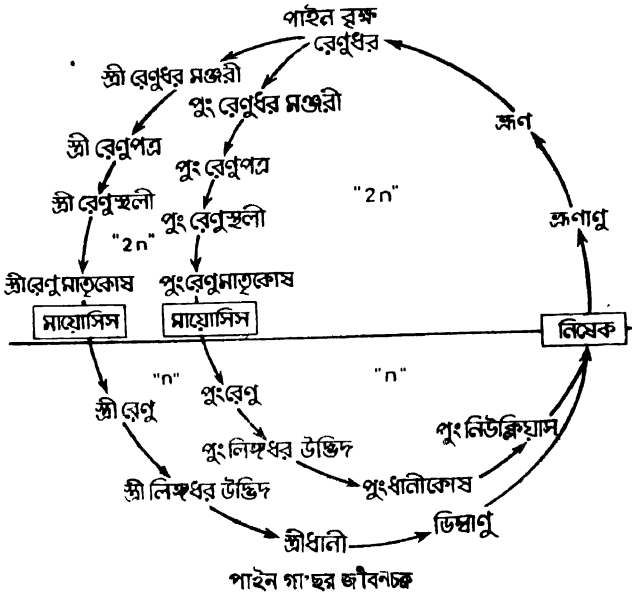 পাইন বৃক্ষ
রেণুধর
স্ত্রী রেণুধর মঞ্জরী
পুং রেণুধর মঞ্জরী
স্ত্রী রেণুপত্র
পুং রেণুপত্র
স্ত্রী রেণুস্থলী
পুং রেণুস্থলী
"2n"
"2n"
ভ্রূণ
ভ্রূণাণু
স্ত্রীরেণুমাতৃকোষ
পুংরেণুমাতৃকোষ
মায়োসিস
মায়োসিস
নিষেক
"n"
"n"
স্ত্রী রেণু
পুংরেণু
পুং লিঙ্গধর উদ্ভিদ
পুংনিউক্লিয়াস
স্ত্রী লিঙ্গধর উদ্ভিদ
পুংধানীকোষ
স্ত্রীধানী
ডিম্বাণু
পাইন গাছের জীবনচক্র